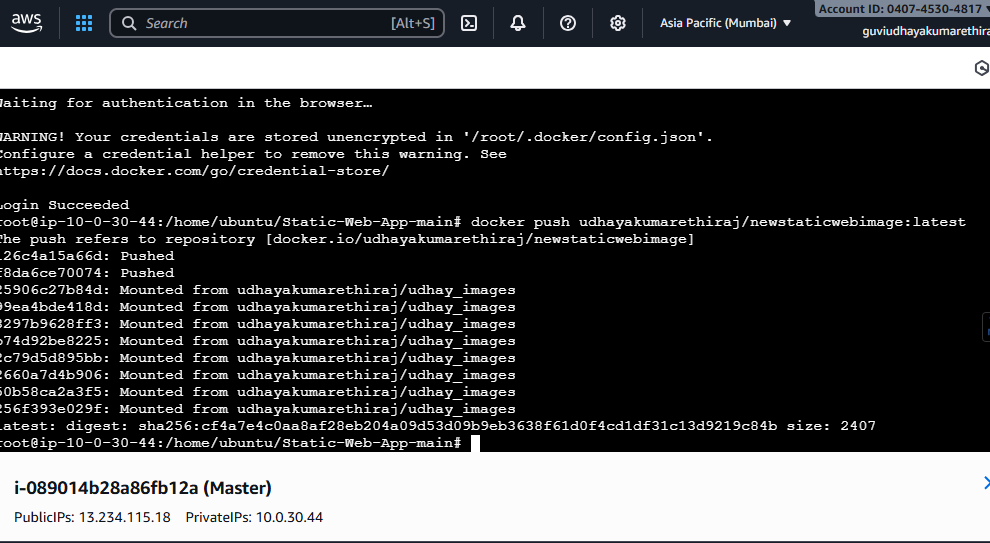 aws
Search [Alt+S]
Asia Pacific (Mumbai)
Account ID: 0407-4530-4817
guviudhayakumarethira
Waiting for authentication in the browser…
WARNING! Your credentials are stored unencrypted in '/root/.docker/config.json'.
Configure a credential helper to remove this warning. See
https://docs.docker.com/go/credential-store/
Login Succeeded
root@ip-10-0-30-44:/home/ubuntu/Static-Web-App-main# docker push udhayakumarethiraj/newstaticwebimage:latest
The push refers to repository [docker.io/udhayakumarethiraj/newstaticwebimage]
126c4a15a66d: Pushed
f8da6ce70074: Pushed
25906c27b84d: Mounted from udhayakumarethiraj/udhay_images
99ea4bde418d: Mounted from udhayakumarethiraj/udhay_images
3297b9628ff3: Mounted from udhayakumarethiraj/udhay_images
b74d92be8225: Mounted from udhayakumarethiraj/udhay_images
2c79d5d895bb: Mounted from udhayakumarethiraj/udhay_images
2660a7d4b906: Mounted from udhayakumarethiraj/udhay_images
60b58ca2a3f5: Mounted from udhayakumarethiraj/udhay_images
256f393e029f: Mounted from udhayakumarethiraj/udhay_images
latest: digest: sha256:cf4a7e4c0aa8af28eb204a09d53d09b9eb3638f61d0f4cd1df31c13d9219c84b size: 2407
root@ip-10-0-30-44:/home/ubuntu/Static-Web-App-main#
i-089014b28a86fb12a (Master)
PublicIPs: 13.234.115.18 PrivateIPs: 10.0.30.44